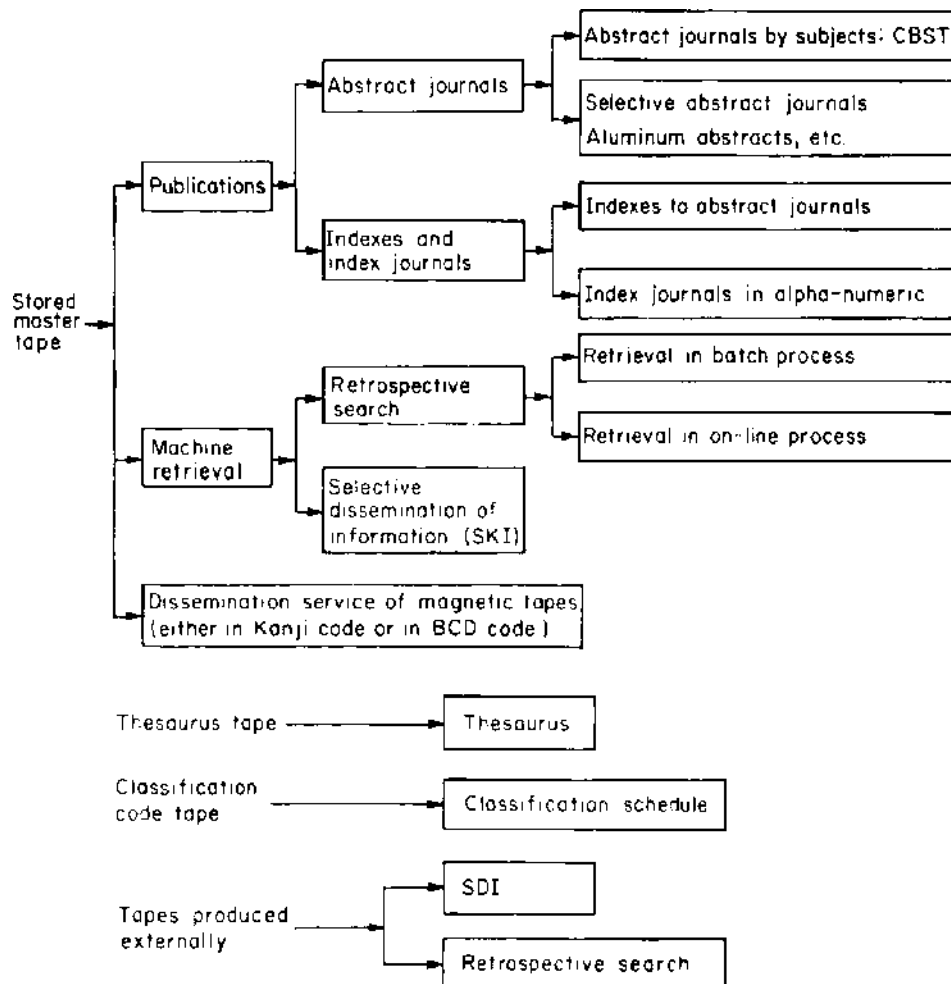 Abstract journals by subjects: CBST
Abstract journals
Selective abstract journals
Aluminum abstracts, etc.
Publications
Indexes to abstract journals
Indexes and
index journals
Index journals in alpha-numeric
Stored
master
tape
Retrieval in batch process
Retrospective
search
Retrieval in on-line process
Machine
retrieval
Selective
dissemination of
information (SKI)
Dissemination service of magnetic tapes
(either in Kanji code or in BCD code)
Thesaurus tape
Thesaurus
Classification
code tape
Classification schedule
SDI
Tapes produced
externally
Retrospective search